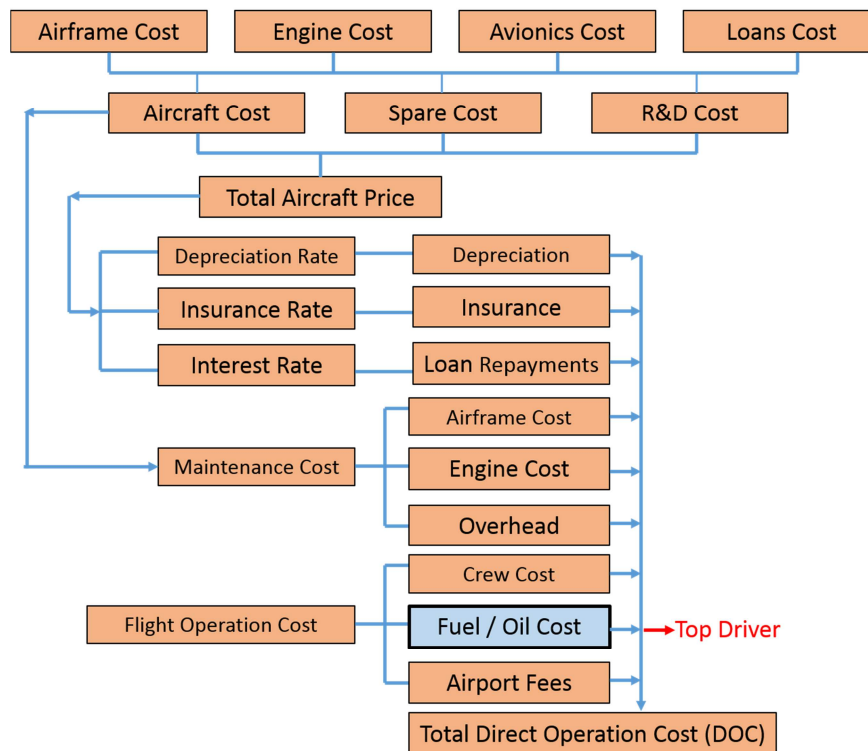 Airframe Cost
Engine Cost
Avionics Cost
Loans Cost
Aircraft Cost
Spare Cost
R&D Cost
Total Aircraft Price
Depreciation Rate
Depreciation
Insurance Rate
Insurance
Interest Rate
Loan Repayments
Airframe Cost
Maintenance Cost
Engine Cost
Overhead
Crew Cost
Flight Operation Cost
Fuel / Oil Cost
Top Driver
Airport Fees
Total Direct Operation Cost (DOC)